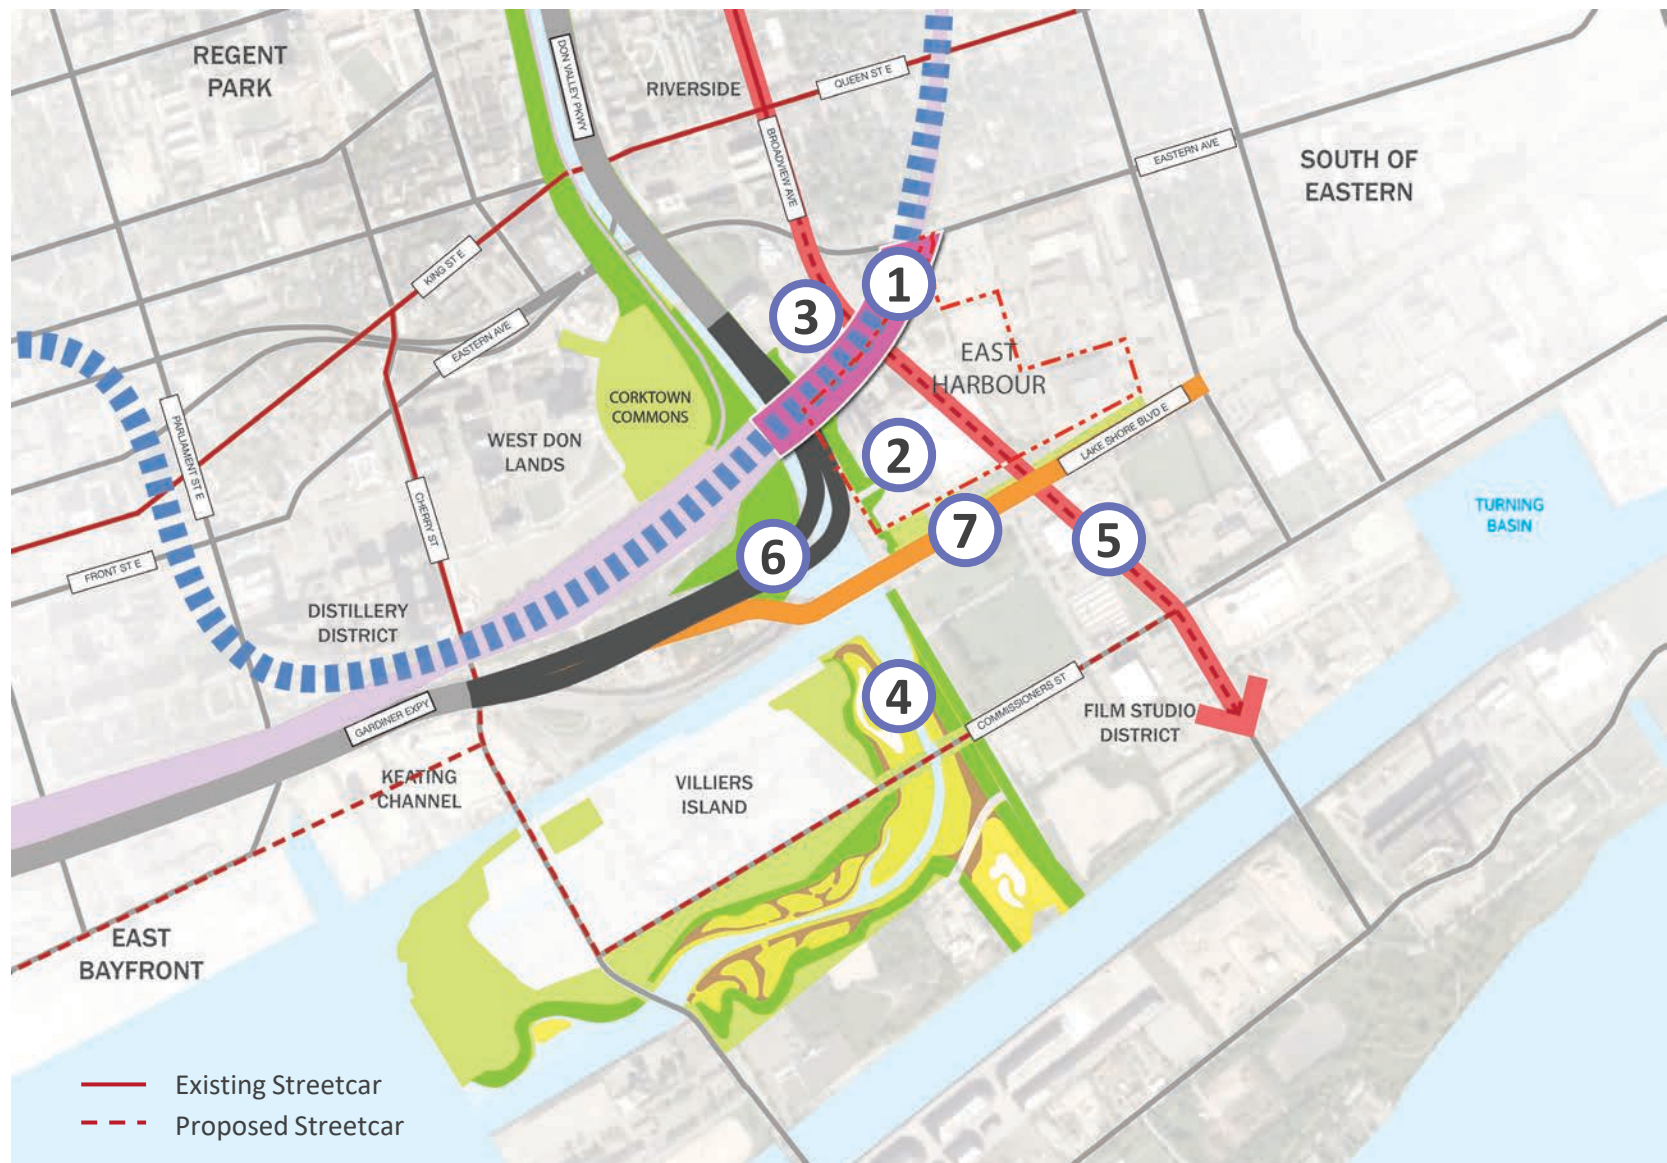 REGENT
PARK
DON VALLEY PKWY
RIVERSIDE
QUEEN ST E
BROADVIEW AVE
EASTERN AVE
SOUTH OF
EASTERN
KING ST E
1
3
EASTERN AVE
EAST
HARBOUR
CORKTOWN
COMMONS
LAKE SHORE BLVD E
PARLIAMENT ST E
WEST DON
LANDS
2
TURNING
BASIN
CHERRY ST
7
5
6
FRONT ST E
DISTILLERY
DISTRICT
4
COMMISSIONERS ST
GARDINER EXPY
FILM STUDIO
DISTRICT
KEATING
CHANNEL
VILLIERS
ISLAND
EAST
BAYFRONT
Existing Streetcar
Proposed Streetcar